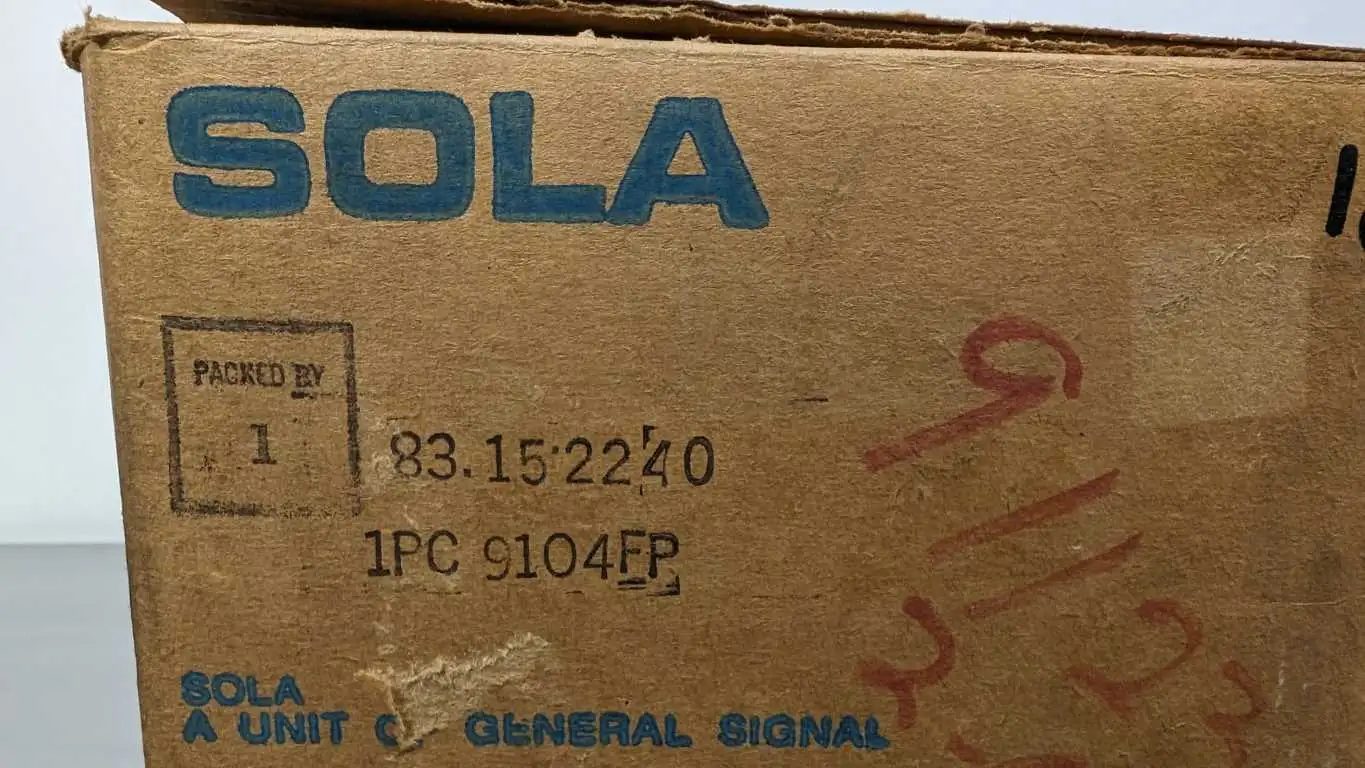 SOLA
PACKED BY
1
83.15·2240
1PC 9104FP
SOLA
A UNIT GENERAL SIGNAL